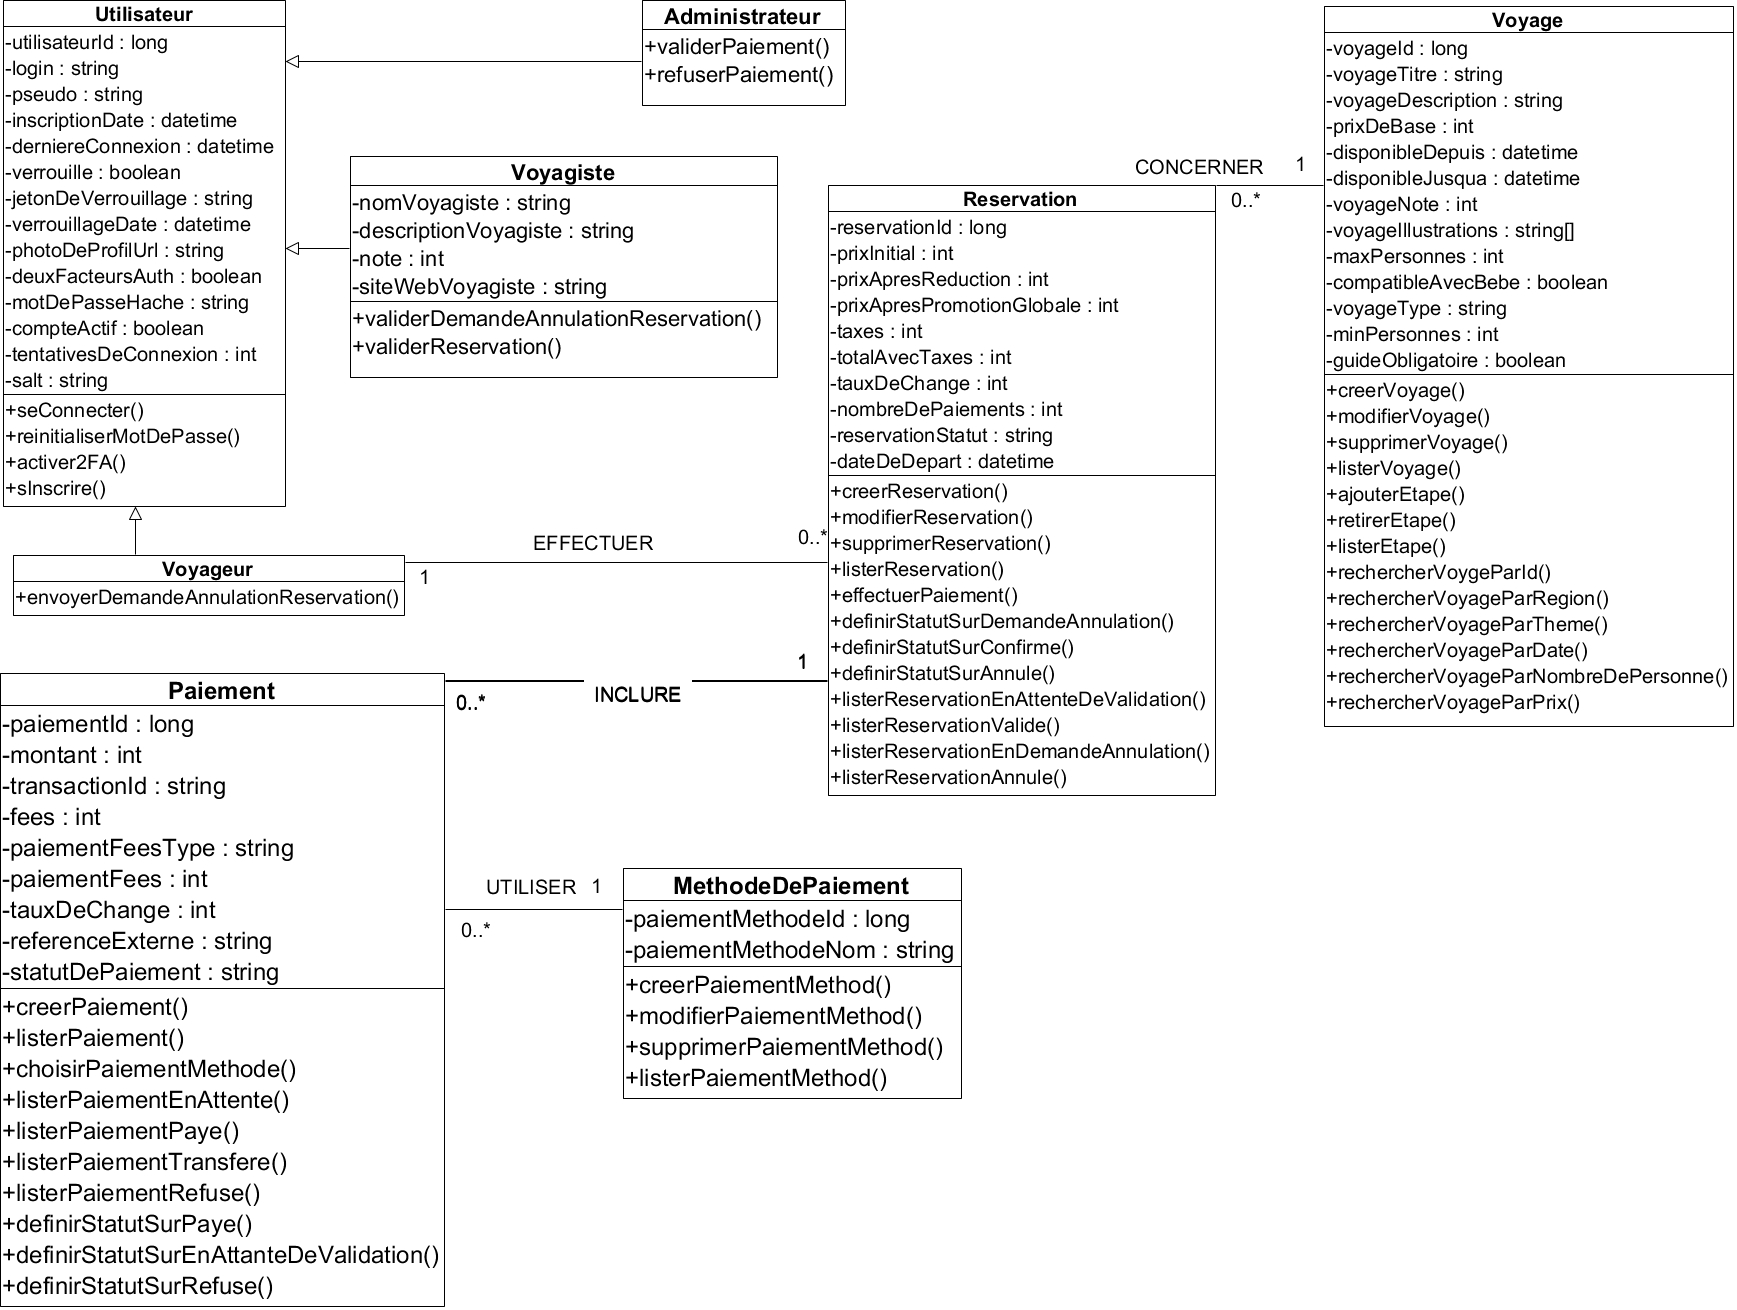 Utilisateur
-utilisateurId : long
-login : string
-pseudo : string
-inscriptionDate : datetime
-derniereConnexion : datetime
-verrouille : boolean
-jetonDeVerrouillage : string
-verrouillageDate : datetime
-photoDeProfilUrl : string
-deuxFacteursAuth : boolean
-motDePasseHache : string
-compteActif : boolean
-tentativesDeConnexion : int
-salt : string
+seConnecter()
+reinitialiserMotDePasse()
+activer2FA()
+sInscrire()
Administrateur
+validerPaiement()
+refuserPaiement()
Voyagiste
-nomVoyagiste : string
-descriptionVoyagiste : string
-note : int
-siteWebVoyagiste : string
+validerDemandeAnnulationReservation()
+validerReservation()
Voyageur
+envoyerDemandeAnnulationReservation()
EFFECTUER
1
0..*
Reservation
-reservationId : long
-prixInitial : int
-prixApresReduction : int
-prixApresPromotionGlobale : int
-taxes : int
-totalAvecTaxes : int
-tauxDeChange : int
-nombreDePaiements : int
-reservationStatut : string
-dateDeDepart : datetime
+creerReservation()
+modifierReservation()
+supprimerReservation()
+listerReservation()
+effectuerPaiement()
+definirStatutSurDemandeAnnulation()
+definirStatutSurConfirme()
+definirStatutSurAnnule()
+listerReservationEnAttenteDeValidation()
+listerReservationValide()
+listerReservationEnDemandeAnnulation()
+listerReservationAnnule()
CONCERNER
1
0..*
Voyage
-voyageId : long
-voyageTitre : string
-voyageDescription : string
-prixDeBase : int
-disponibleDepuis : datetime
-disponibleJusqua : datetime
-voyageNote : int
-voyageIllustrations : string[]
-maxPersonnes : int
-compatibleAvecBebe : boolean
-voyageType : string
-minPersonnes : int
-guideObligatoire : boolean
+creerVoyage()
+modifierVoyage()
+supprimerVoyage()
+listerVoyage()
+ajouterEtape()
+retirerEtape()
+listerEtape()
+rechercherVoygeParId()
+rechercherVoyageParRegion()
+rechercherVoyageParTheme()
+rechercherVoyageParDate()
+rechercherVoyageParNombreDePersonne()
+rechercherVoyageParPrix()
1
INCLURE
0..*
Paiement
-paiementId : long
-montant : int
-transactionId : string
-fees : int
-paiementFeesType : string
-paiementFees : int
-tauxDeChange : int
-referenceExterne : string
-statutDePaiement : string
+creerPaiement()
+listerPaiement()
+choisirPaiementMethode()
+listerPaiementEnAttente()
+listerPaiementPaye()
+listerPaiementTransfere()
+listerPaiementRefuse()
+definirStatutSurPaye()
+definirStatutSurEnAttanteDeValidation()
+definirStatutSurRefuse()
UTILISER
1
0..*
MethodeDePaiement
-paiementMethodeId : long
-paiementMethodeNom : string
+creerPaiementMethod()
+modifierPaiementMethod()
+supprimerPaiementMethod()
+listerPaiementMethod()